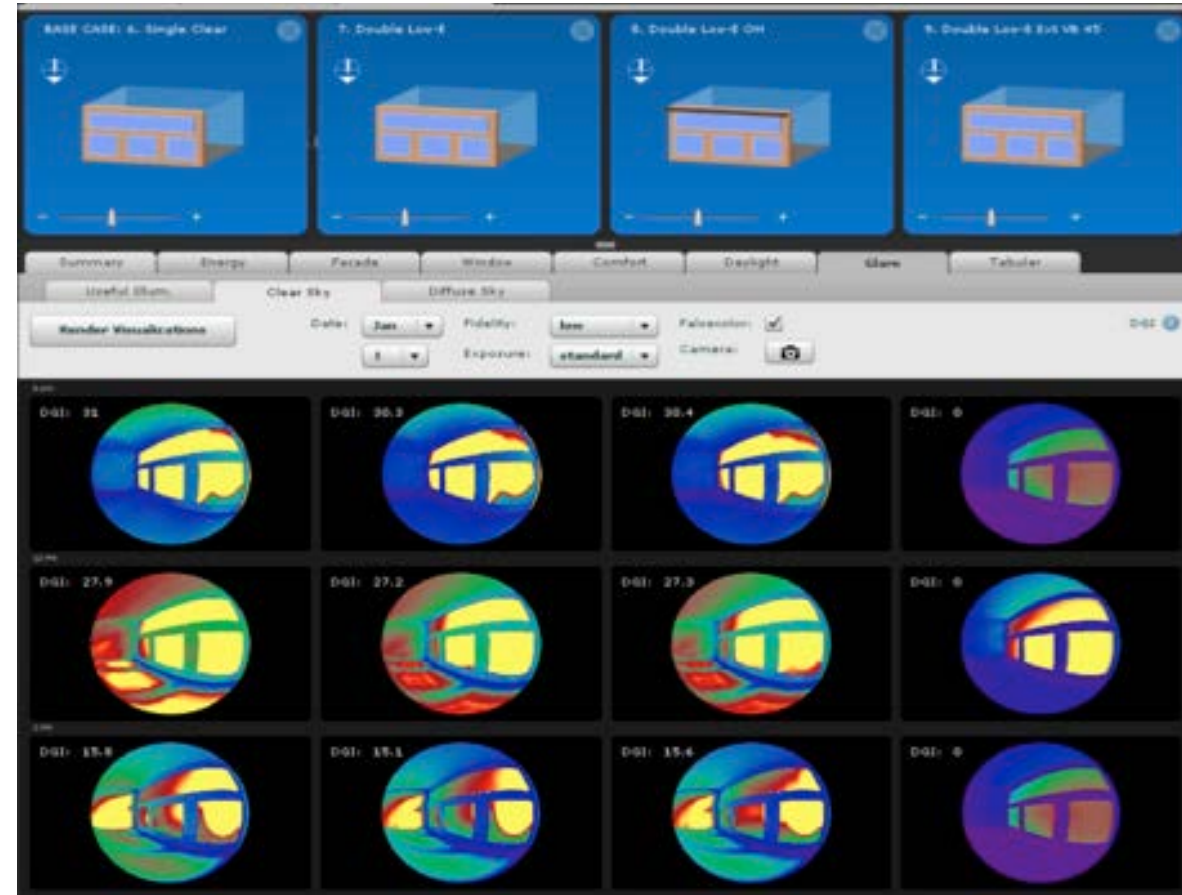 BASE CASE: 6. Single Clear
7. Double Low-E
8. Double Low-E OH
9. Double Low-E Ext VB 45
- +
- +
- +
- +
Summary Energy Facade Window Comfort Daylight Glare Tabular
Useful Illum. Clear Sky Diffuse Sky
Render Visualizations Date: Jan Fidelity: low Falsecolor: DGI
1 Exposure: standard Camera:
DGI: 31 DGI: 30.3 DGI: 30.4 DGI: 0
DGI: 27.9 DGI: 27.2 DGI: 27.3 DGI: 0
DGI: 15.8 DGI: 15.1 DGI: 15.6 DGI: 0